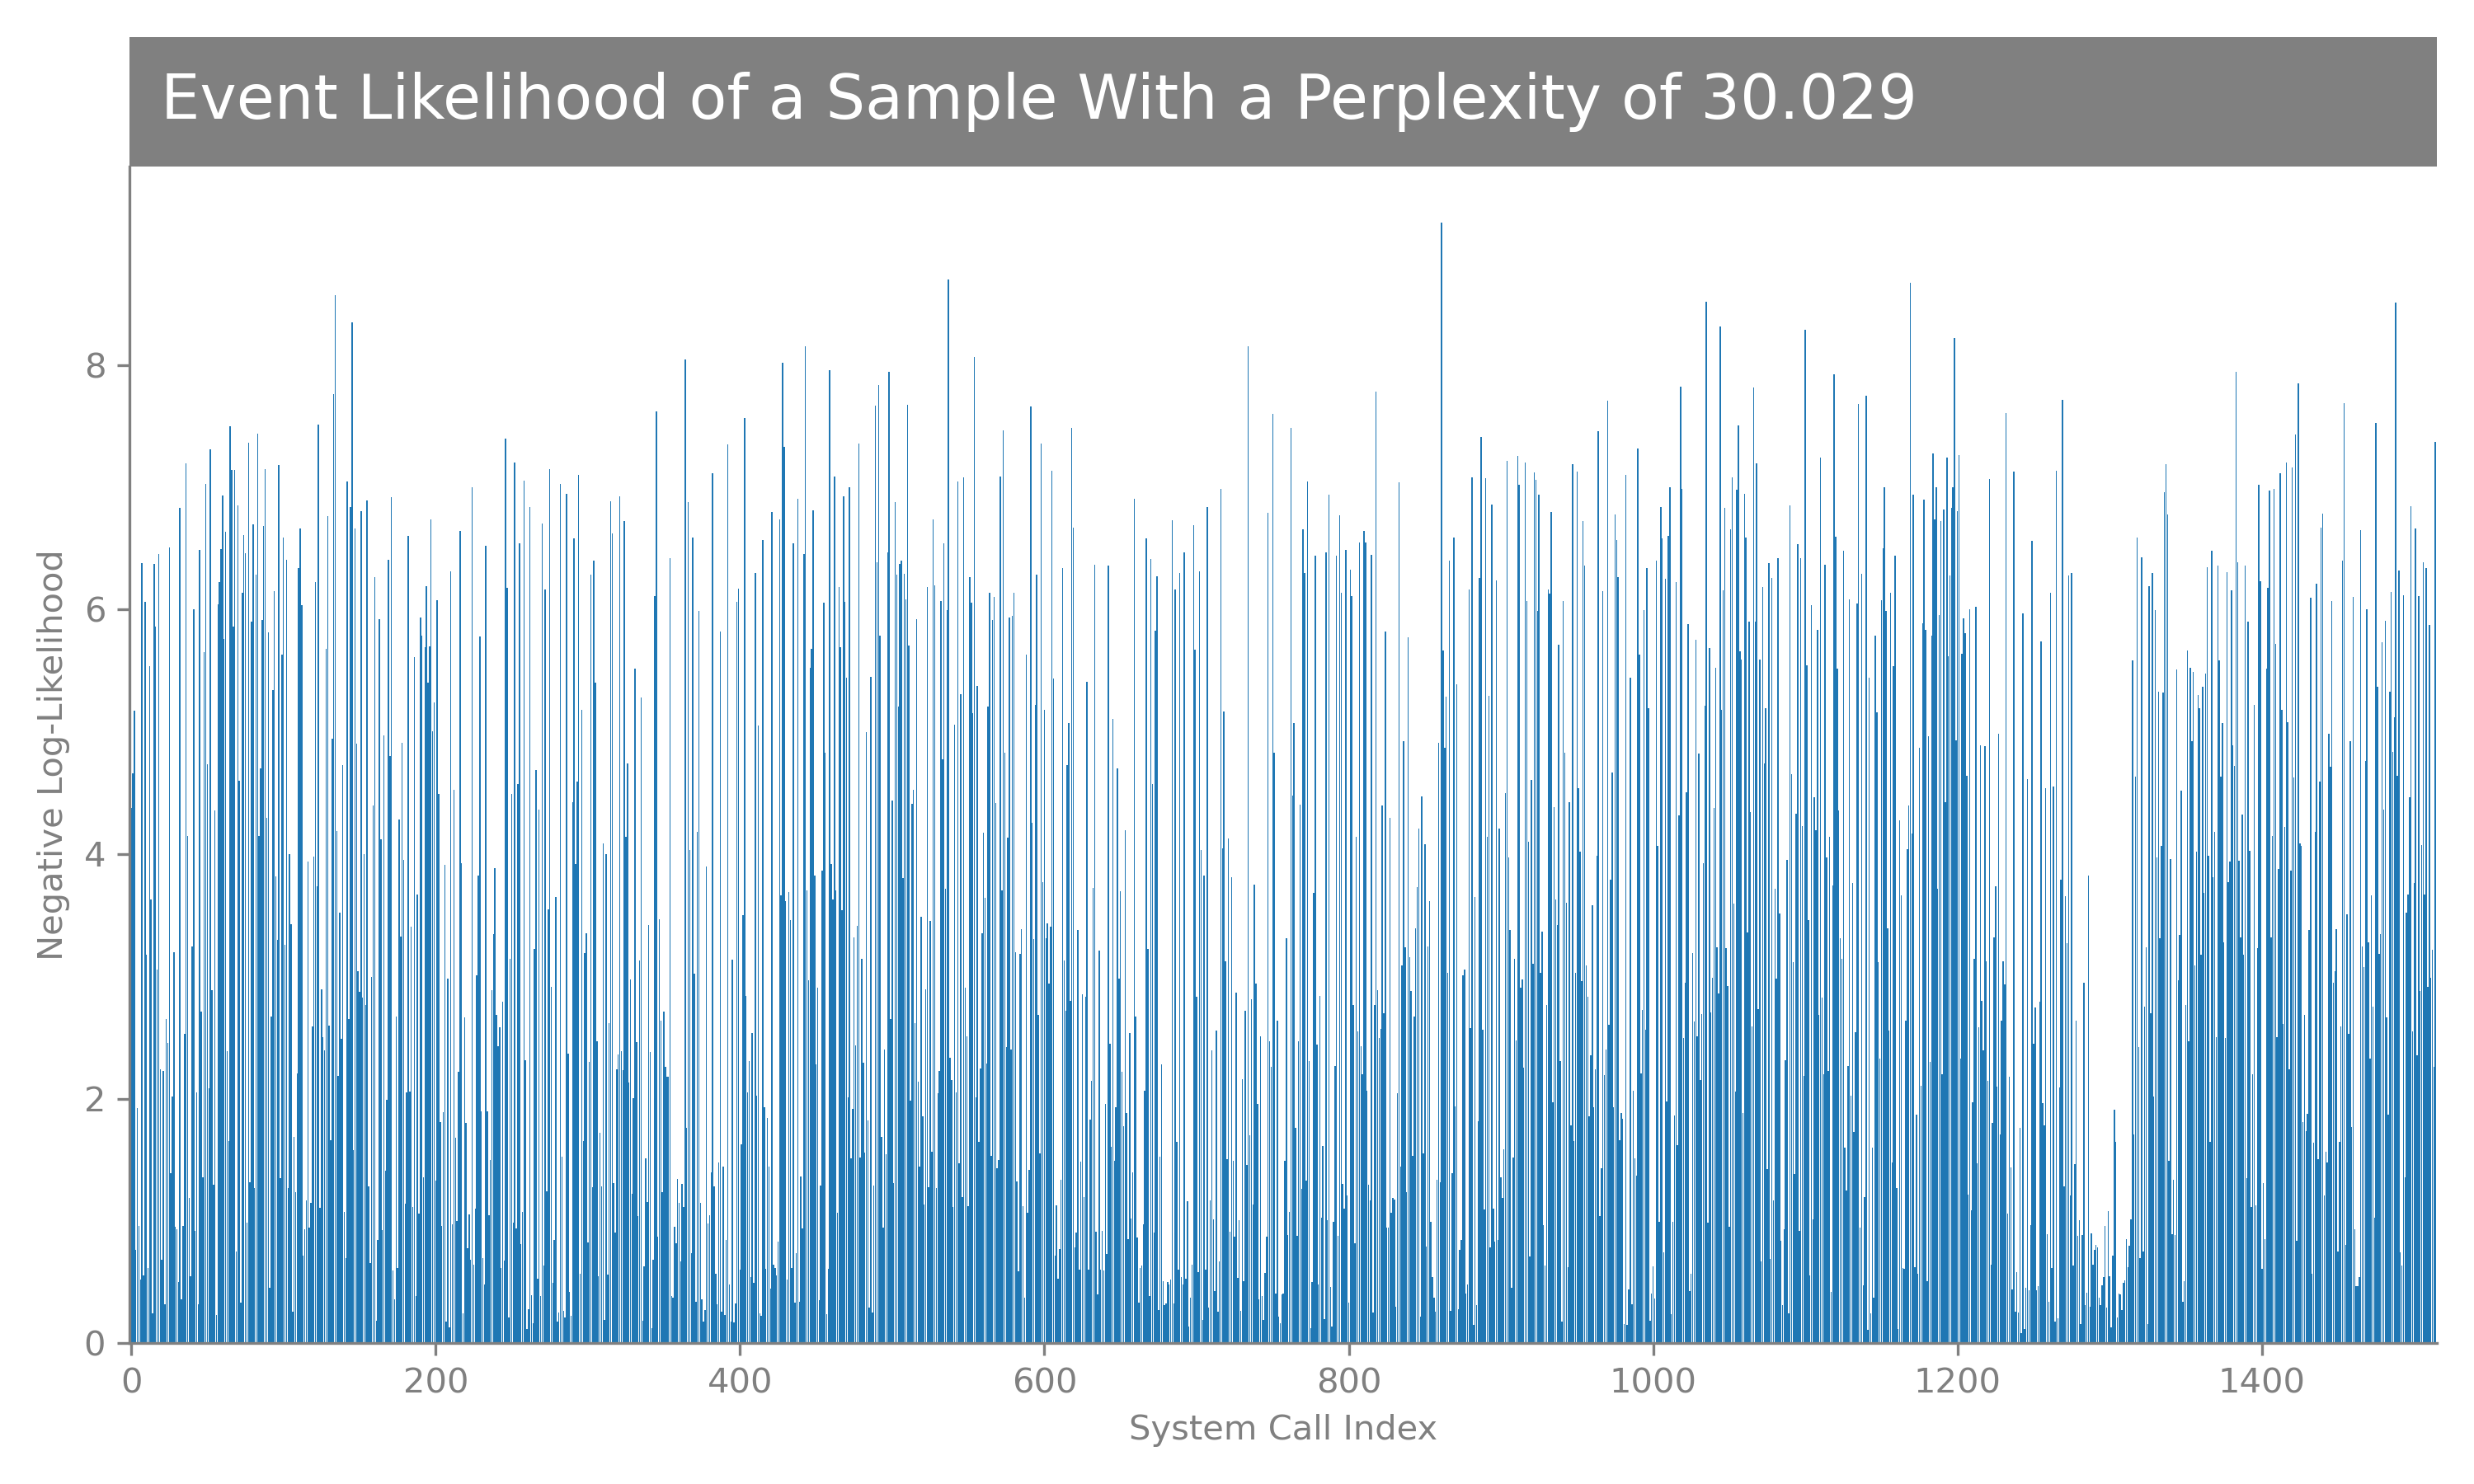 Event Likelihood of a Sample With a Perplexity of 30.029
Negative Log-Likelihood
8
6
4
2
0
0 200 400 600 800 1000 1200 1400
System Call Index